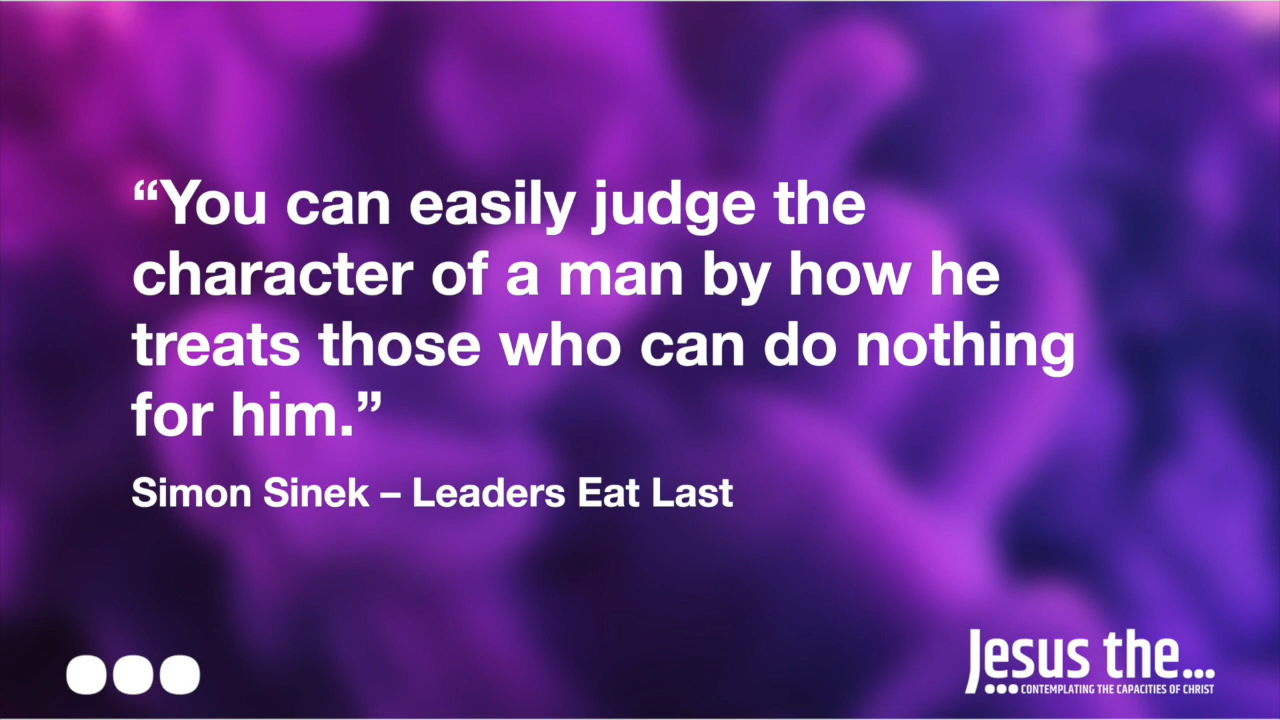 “You can easily judge the
character of a man by how he
treats those who can do nothing
for him.”
Simon Sinek – Leaders Eat Last
Jesus the...
CONTEMPLATING THE CAPACITIES OF CHRIST